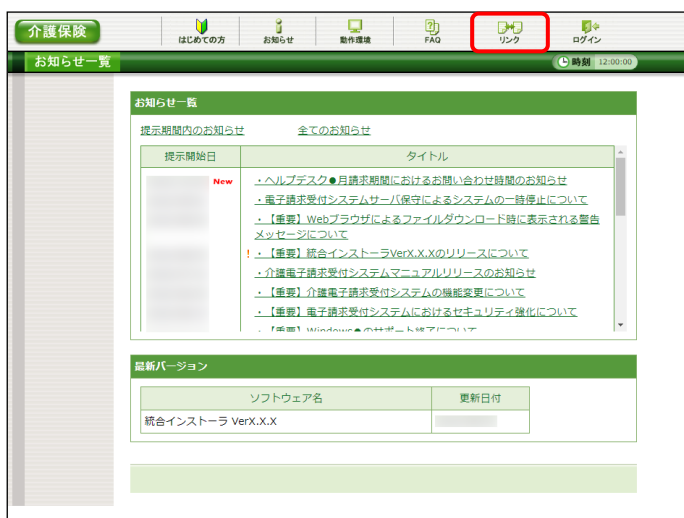 介護保険
はじめての方 お知らせ 動作環境 FAQ リンク ログイン
お知らせ一覧 時刻 12:00:00
お知らせ一覧
提示期間内のお知らせ 全てのお知らせ
提示開始日 タイトル
New ・ヘルプデスク●月請求期間におけるお問い合わせ時間のお知らせ
・電子請求受付システムサーバ保守によるシステムの一時停止について
・【重要】Webブラウザによるファイルダウンロード時に表示される警告
メッセージについて
! ・【重要】統合インストーラVerX.X.Xのリリースについて
・介護電子請求受付システムマニュアルリリースのお知らせ
・【重要】介護電子請求受付システムの機能変更について
・【重要】電子請求受付システムにおけるセキュリティ強化について
・【重要】Windows●のサポート終了について
最新バージョン
ソフトウェア名 更新日付
統合インストーラ VerX.X.X